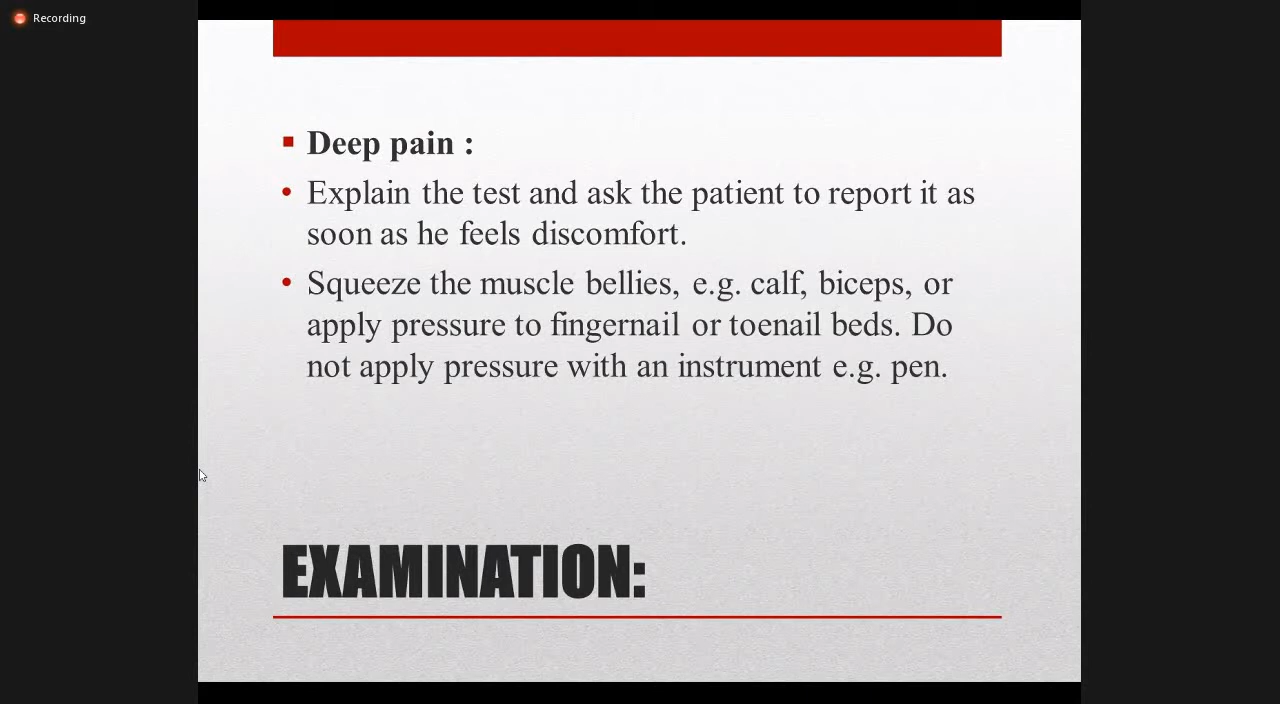 Recording
Deep pain :
Explain the test and ask the patient to report it as
soon as he feels discomfort.
Squeeze the muscle bellies, e.g. calf, biceps, or
apply pressure to fingernail or toenail beds. Do
not apply pressure with an instrument e.g. pen.
EXAMINATION: